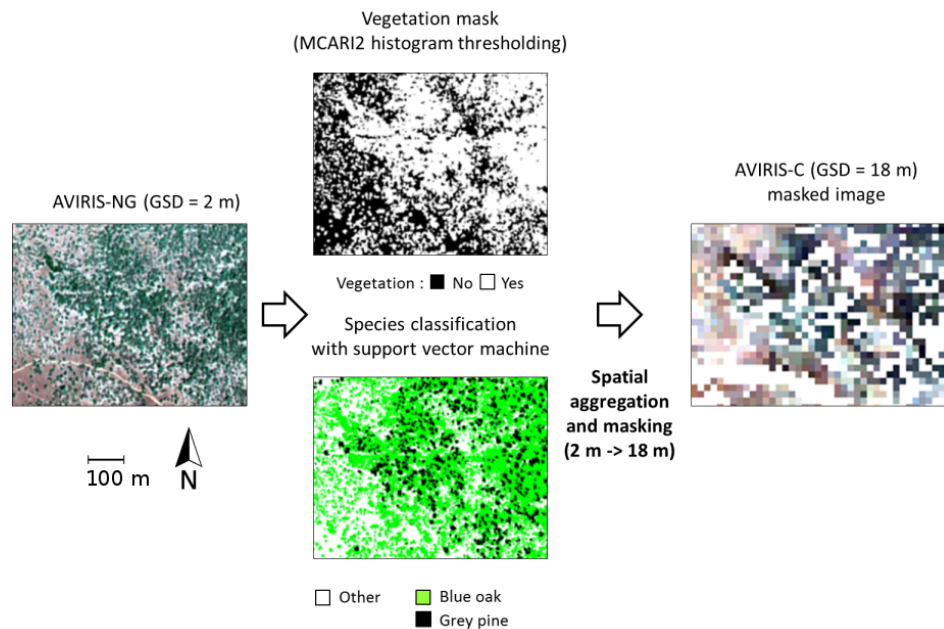 Vegetation mask
(MCARI2 histogram thresholding)
AVIRIS-NG (GSD = 2 m)
AVIRIS-C (GSD = 18 m)
masked image
Vegetation : No Yes
Species classification
with support vector machine
Spatial
aggregation
and masking
(2 m -> 18 m)
100 m
N
Other Blue oak
Grey pine